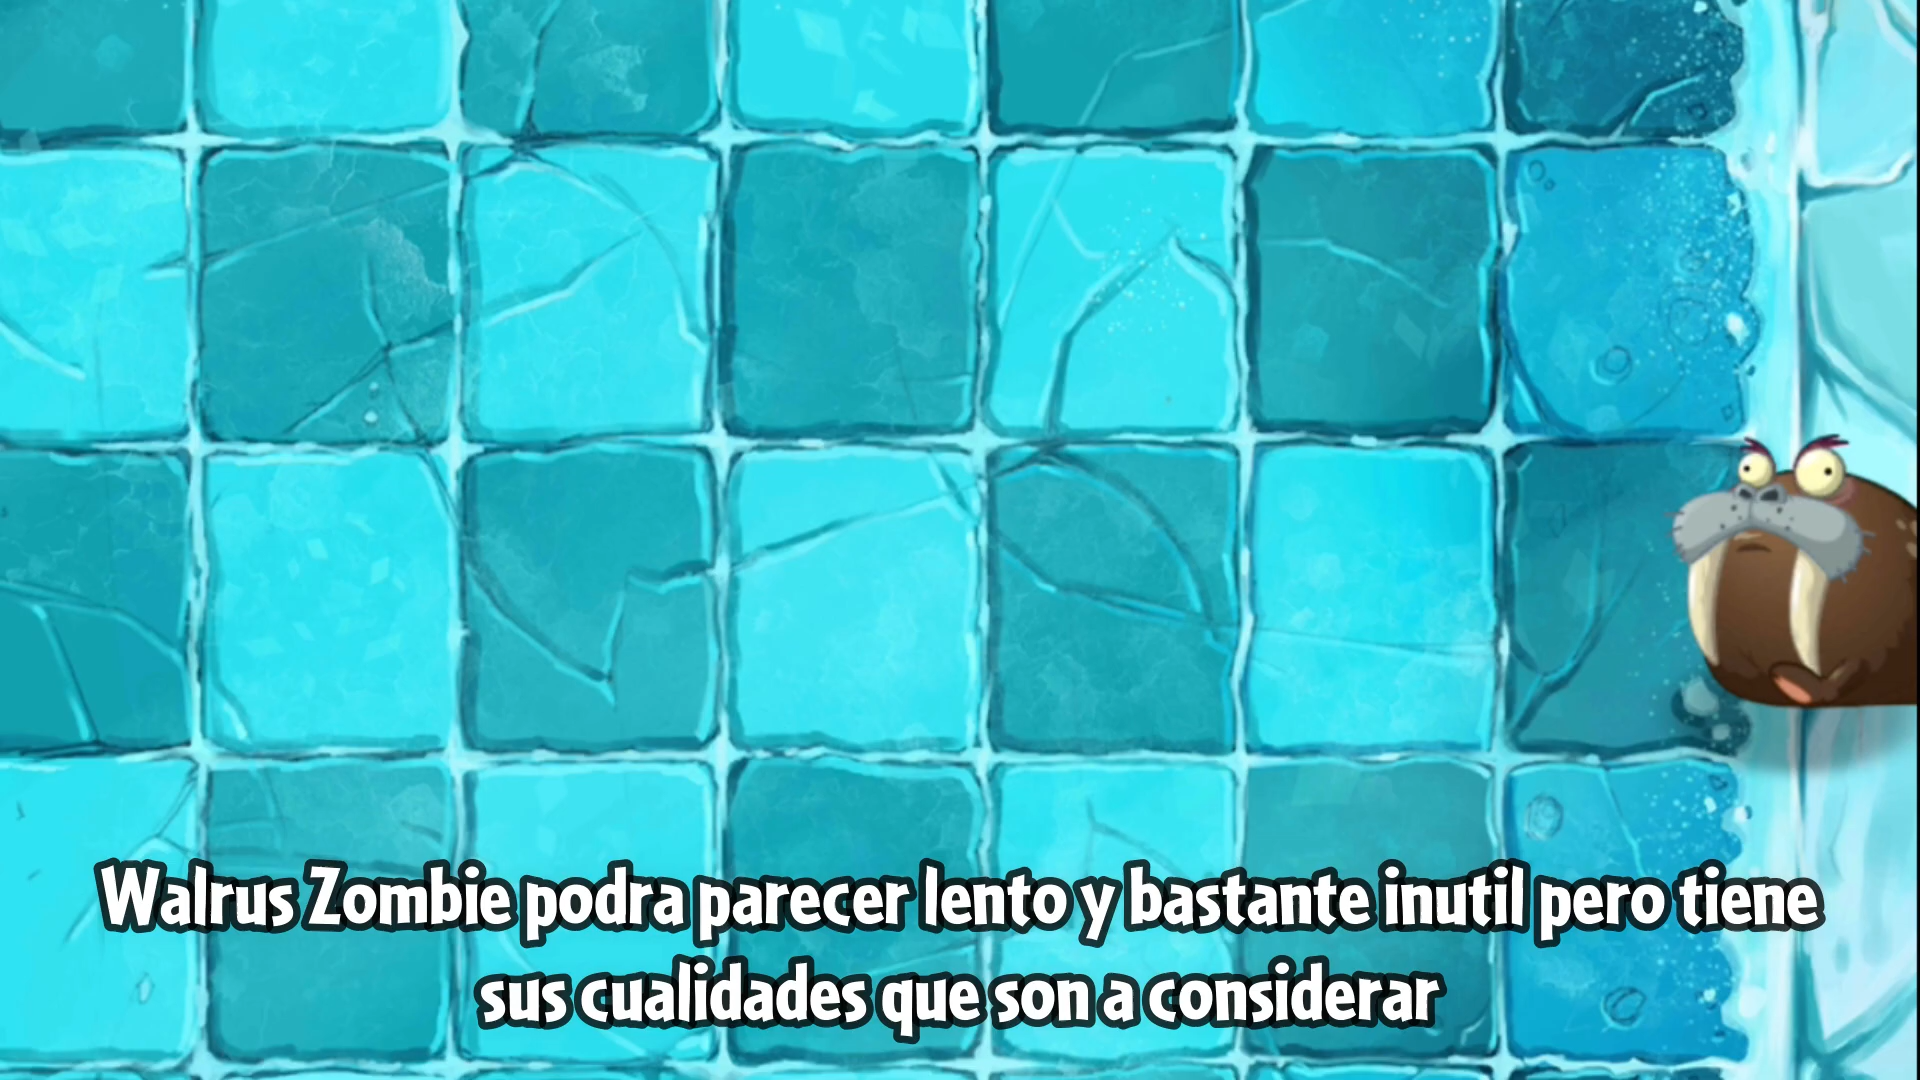 Walrus Zombie podra parecer lento y bastante inutil pero tiene
sus cualidades que son a considerar